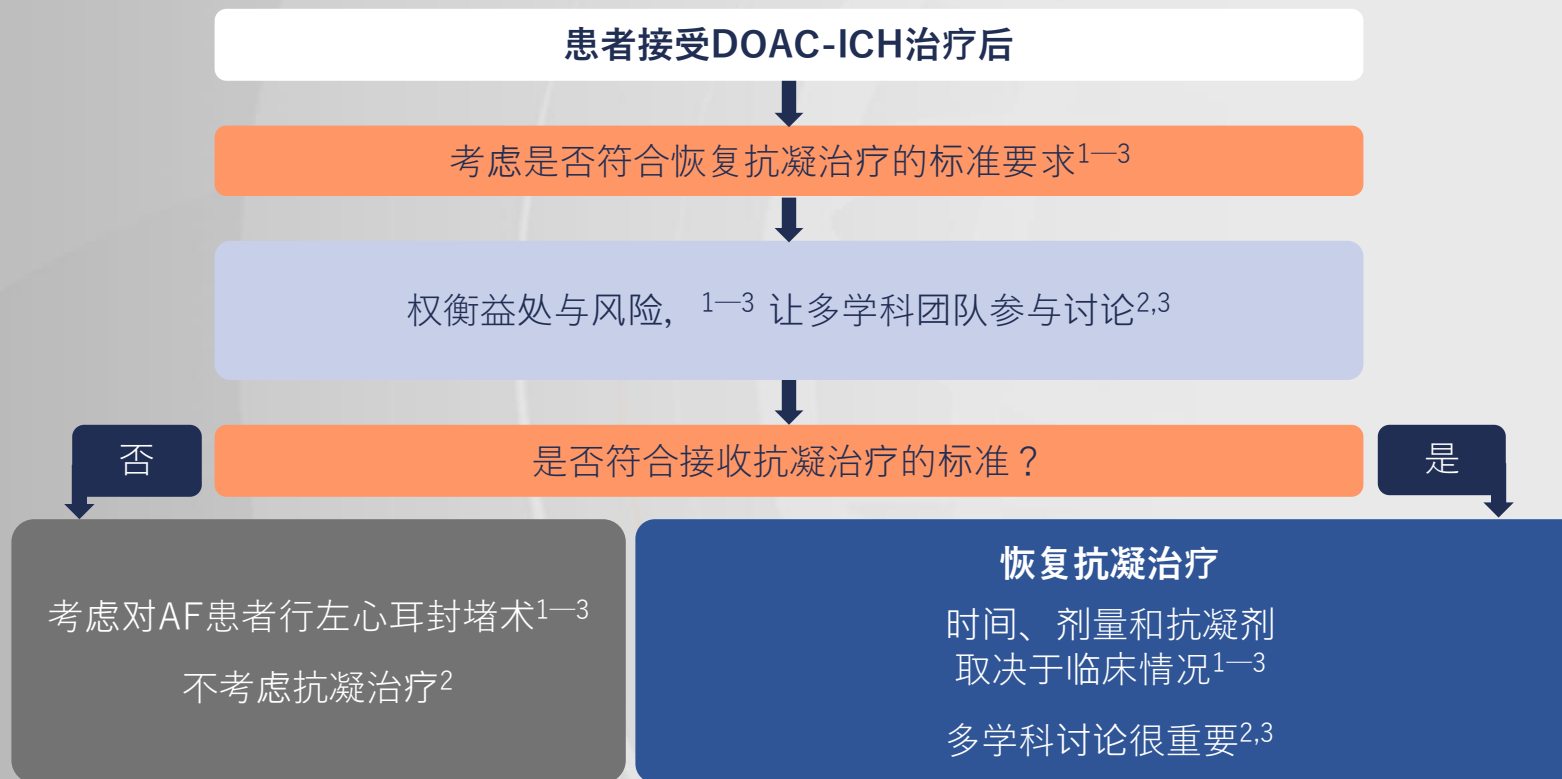 患者接受DOAC-ICH治疗后
考虑是否符合恢复抗凝治疗的标准要求1—3
权衡益处与风险, 1—3 让多学科团队参与讨论2,3
否
是否符合接收抗凝治疗的标准？
是
考虑对AF患者行左心耳封堵术1—3
不考虑抗凝治疗2
恢复抗凝治疗
时间、剂量和抗凝剂
取决于临床情况1—3
多学科讨论很重要2,3